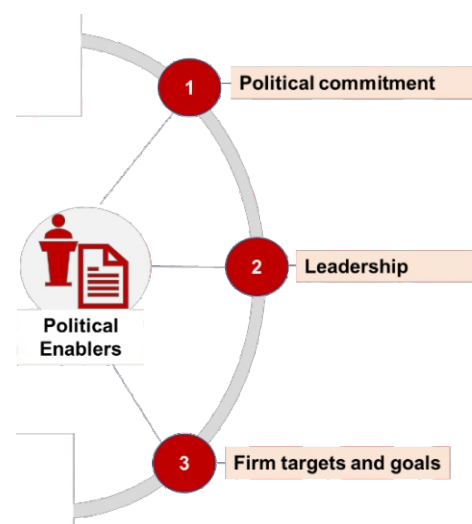 1
Political commitment
2
Leadership
Political
Enablers
3
Firm targets and goals